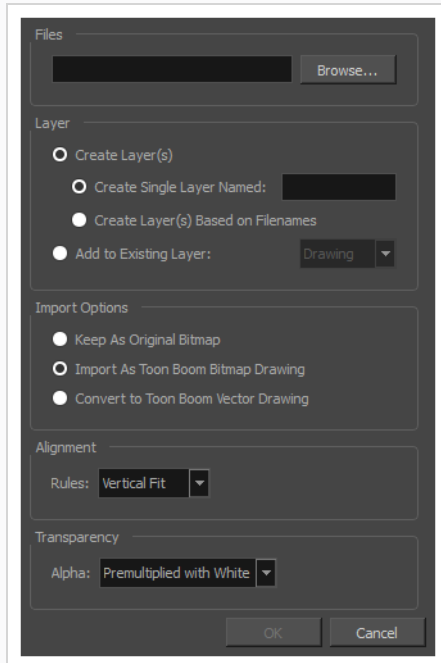 Files
Browse...
Layer
Create Layer(s)
Create Single Layer Named:
Create Layer(s) Based on Filenames
Add to Existing Layer: Drawing
Import Options
Keep As Original Bitmap
Import As Toon Boom Bitmap Drawing
Convert to Toon Boom Vector Drawing
Alignment
Rules: Vertical Fit
Transparency
Alpha: Premultiplied with White
OK Cancel